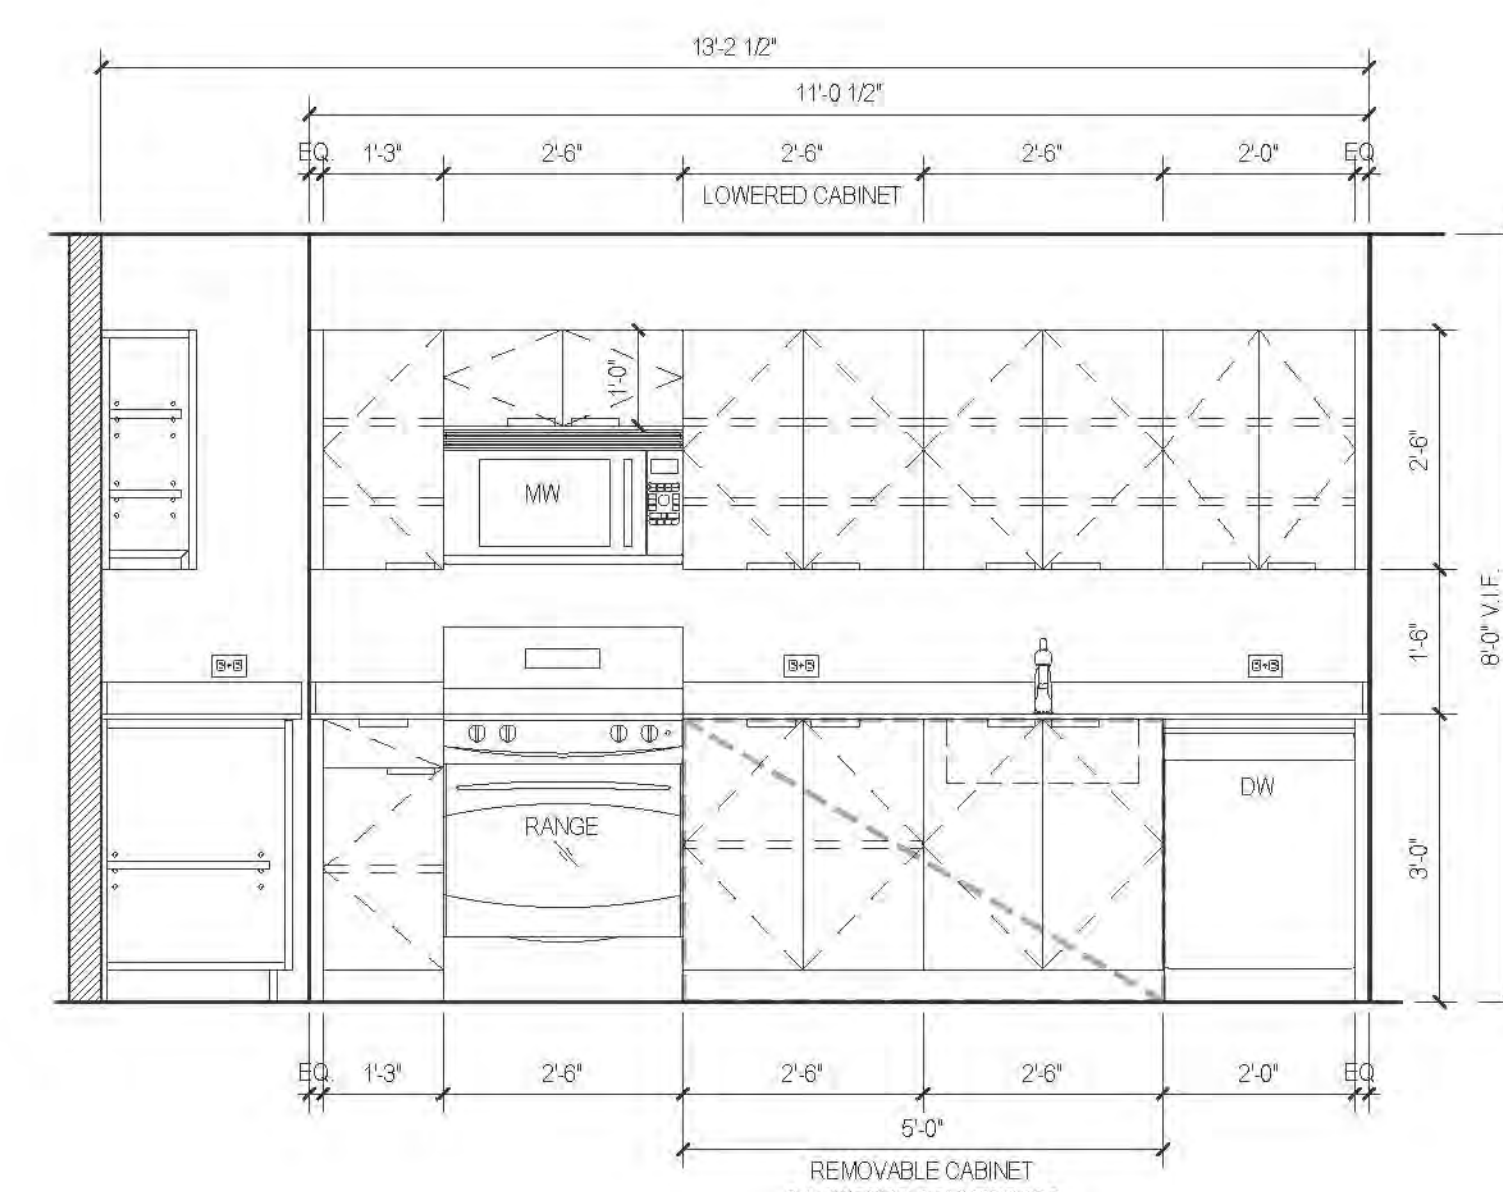 13'-2 1/2"
11'-0 1/2"
EQ. 1'-3" 2'-6" 2'-6" 2'-6" 2'-0" EQ
LOWERED CABINET
1'-0"
2'-6"
MW
1'-6"
8'-0" V.I.F.
DW
RANGE
3'-0"
EQ. 1'-3" 2'-6" 2'-6" 2'-6" 2'-0" EQ
5'-0"
REMOVABLE CABINET